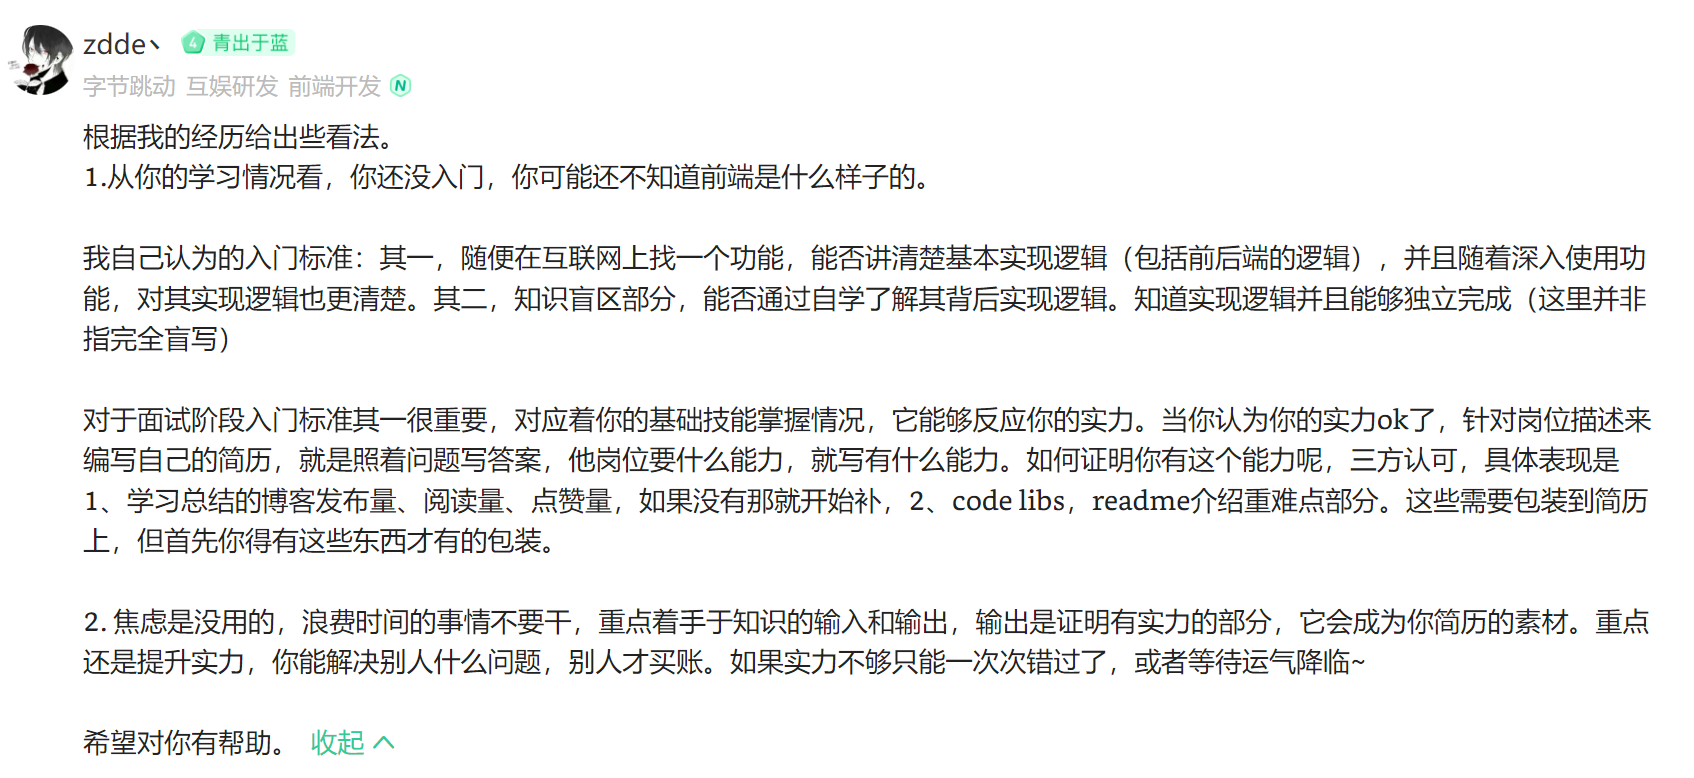 zdde丶 4 青出于蓝
字节跳动 互娱研发 前端开发 N
根据我的经历给出些看法。
1.从你的学习情况看，你还没入门，你可能还不知道前端是什么样子的。
我自己认为的入门标准：其一，随便在互联网上找一个功能，能否讲清楚基本实现逻辑（包括前后端的逻辑），并且随着深入使用功
能，对其实现逻辑也更清楚。其二，知识盲区部分，能否通过自学了解其背后实现逻辑。知道实现逻辑并且能够独立完成（这里并非
指完全盲写）
对于面试阶段入门标准其一很重要，对应着你的基础技能掌握情况，它能够反应你的实力。当你认为你的实力ok了，针对岗位描述来
编写自己的简历，就是照着问题写答案，他岗位要什么能力，就写有什么能力。如何证明你有这个能力呢，三方认可，具体表现是
1、学习总结的博客发布量、阅读量、点赞量，如果没有那就开始补，2、code libs，readme介绍重难点部分。这些需要包装到简历
上，但首先你得有这些东西才有的包装。
2. 焦虑是没用的，浪费时间的事情不要干，重点着手于知识的输入和输出，输出是证明有实力的部分，它会成为你简历的素材。重点
还是提升实力，你能解决别人什么问题，别人才买账。如果实力不够只能一次次错过了，或者等待运气降临~
希望对你有帮助。 收起